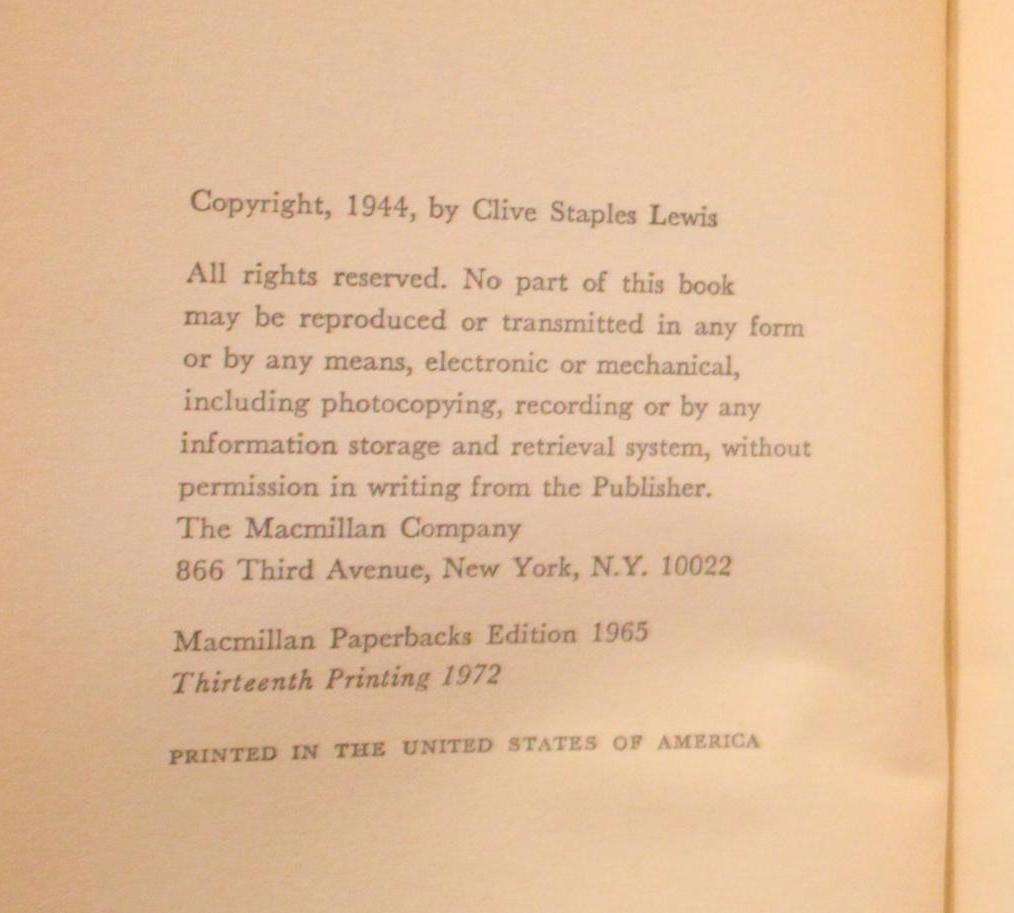 Copyright, 1944, by Clive Staples Lewis
All rights reserved. No part of this book
may be reproduced or transmitted in any form
or by any means, electronic or mechanical,
including photocopying, recording or by any
information storage and retrieval system, without
permission in writing from the Publisher.
The Macmillan Company
866 Third Avenue, New York, N.Y. 10022
Macmillan Paperbacks Edition 1965
Thirteenth Printing 1972
PRINTED IN THE UNITED STATES OF AMERICA